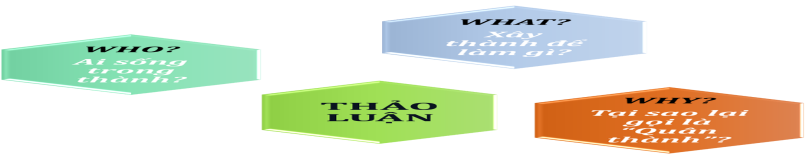 WHO?
Ai sống
trong
thành?
THẢO
LUẬN
WHAT?
Xây
thành để
làm gì?
WHY?
Tại sao lại
gọi là
“Quân
thành”?